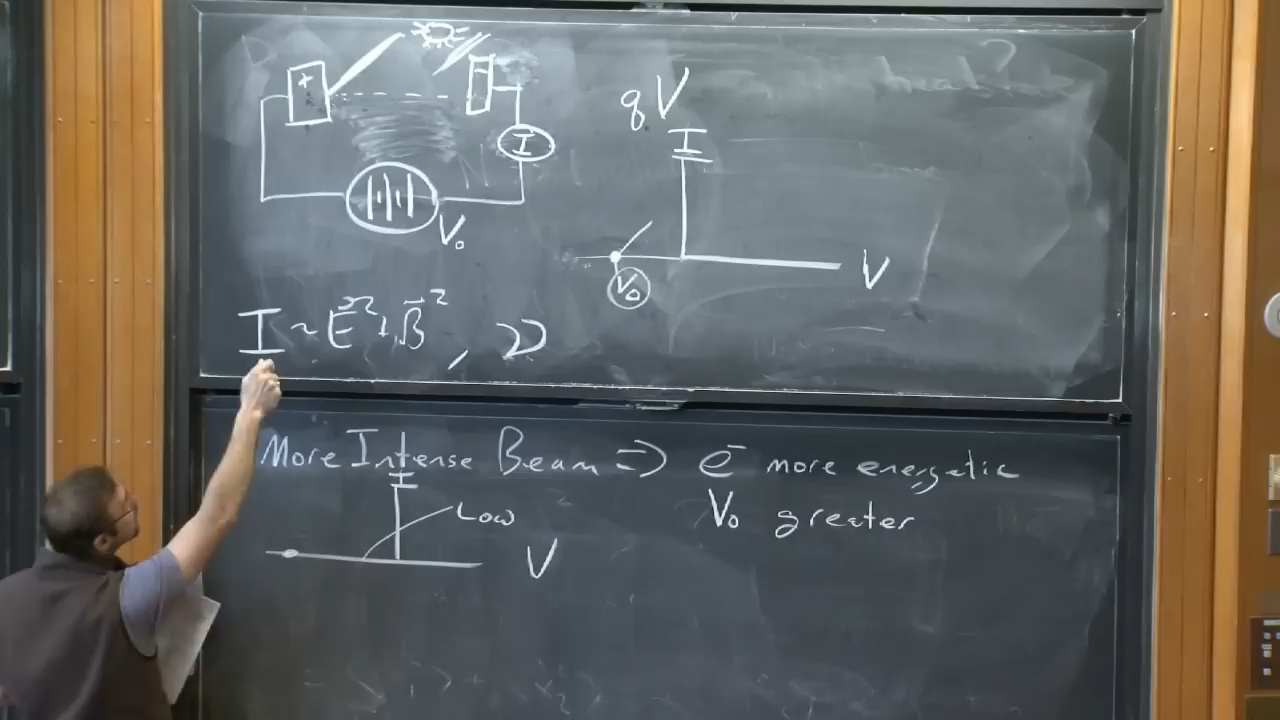 +
-
I
V₀
qV
I
V
V₀
I ~ E⃗² + B⃗², ν
More Intense Beam => e⁻ more energetic
V₀ greater
I
Low
V